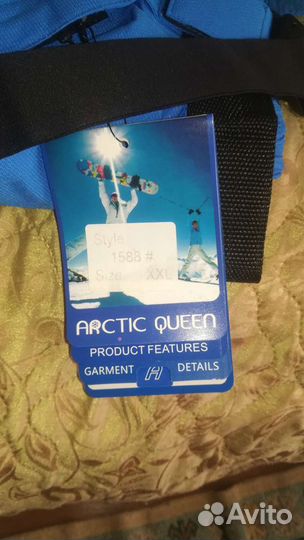 Style
1588 #
Size XXL
ARCTIC QUEEN
PRODUCT FEATURES
GARMENT DETAILS
Avito